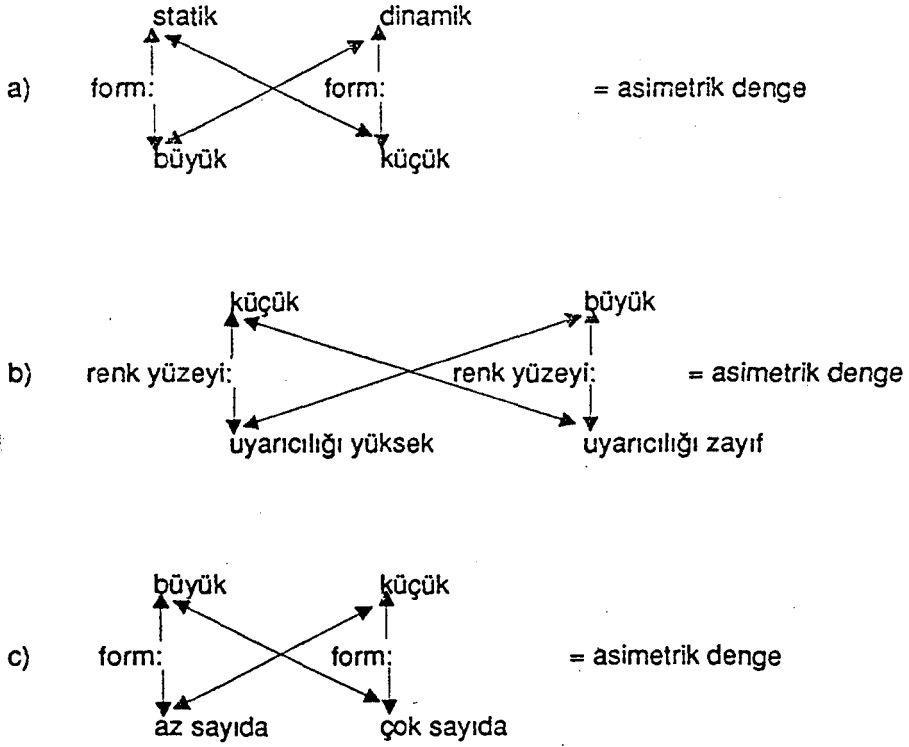 statik dinamik
a) form: form: = asimetrik denge
büyük küçük
küçük büyük
b) renk yüzeyi: renk yüzeyi: = asimetrik denge
uyarıcılığı yüksek uyarıcılığı zayıf
büyük küçük
c) form: form: = asimetrik denge
az sayıda çok sayıda